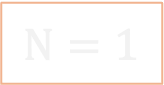 N = 1